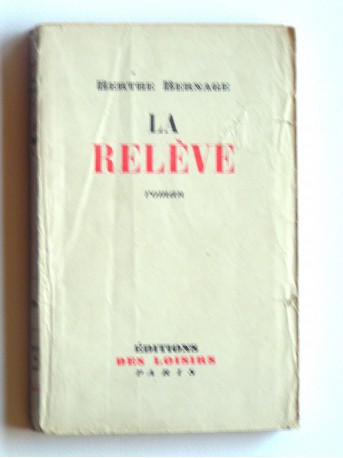 BERTHE BERNAGE
LA
RELÈVE
roman
ÉDITIONS
DES LOISIRS
PARIS